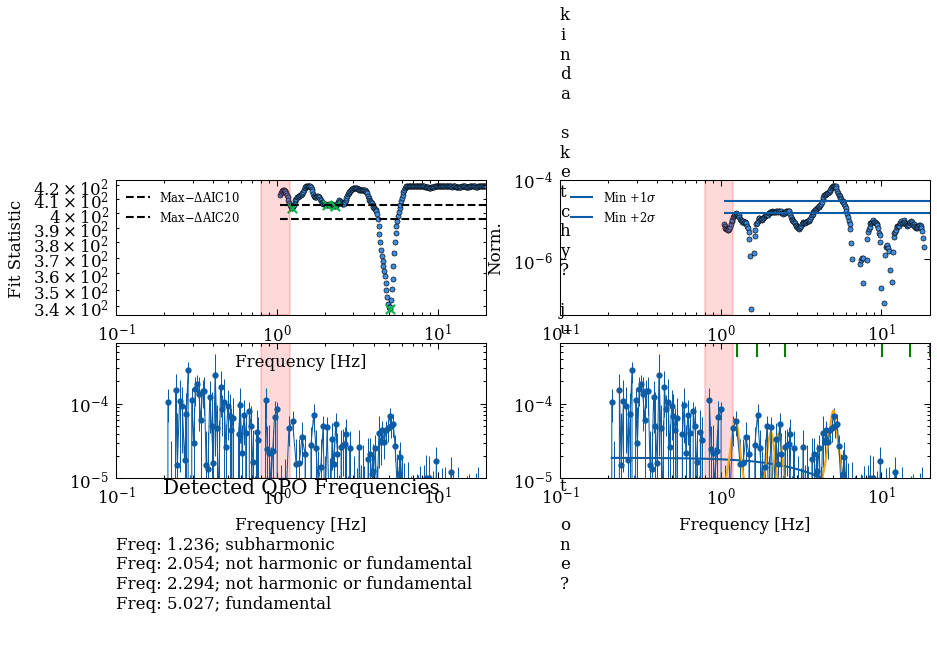 k
i
n
d
a
s
k
e
t
c
h
y
?
j
u
t
o
n
e
?
Fit Statistic
4.2 × 10²
4.1 × 10²
4 × 10²
3.9 × 10²
3.8 × 10²
3.7 × 10²
3.6 × 10²
3.5 × 10²
3.4 × 10²
Max−ΔAIC10
Max−ΔAIC20
10⁻¹ 10⁰ 10¹
Frequency [Hz]
Norm.
10⁻⁴
10⁻⁶
Min +1σ
Min +2σ
10⁻¹ 10⁰ 10¹
10⁻⁴
10⁻⁵
10⁻¹ 10⁰ 10¹
Frequency [Hz]
10⁻⁴
10⁻⁵
10⁻¹ 10⁰ 10¹
Frequency [Hz]
Detected QPO Frequencies
Freq: 1.236; subharmonic
Freq: 2.054; not harmonic or fundamental
Freq: 2.294; not harmonic or fundamental
Freq: 5.027; fundamental